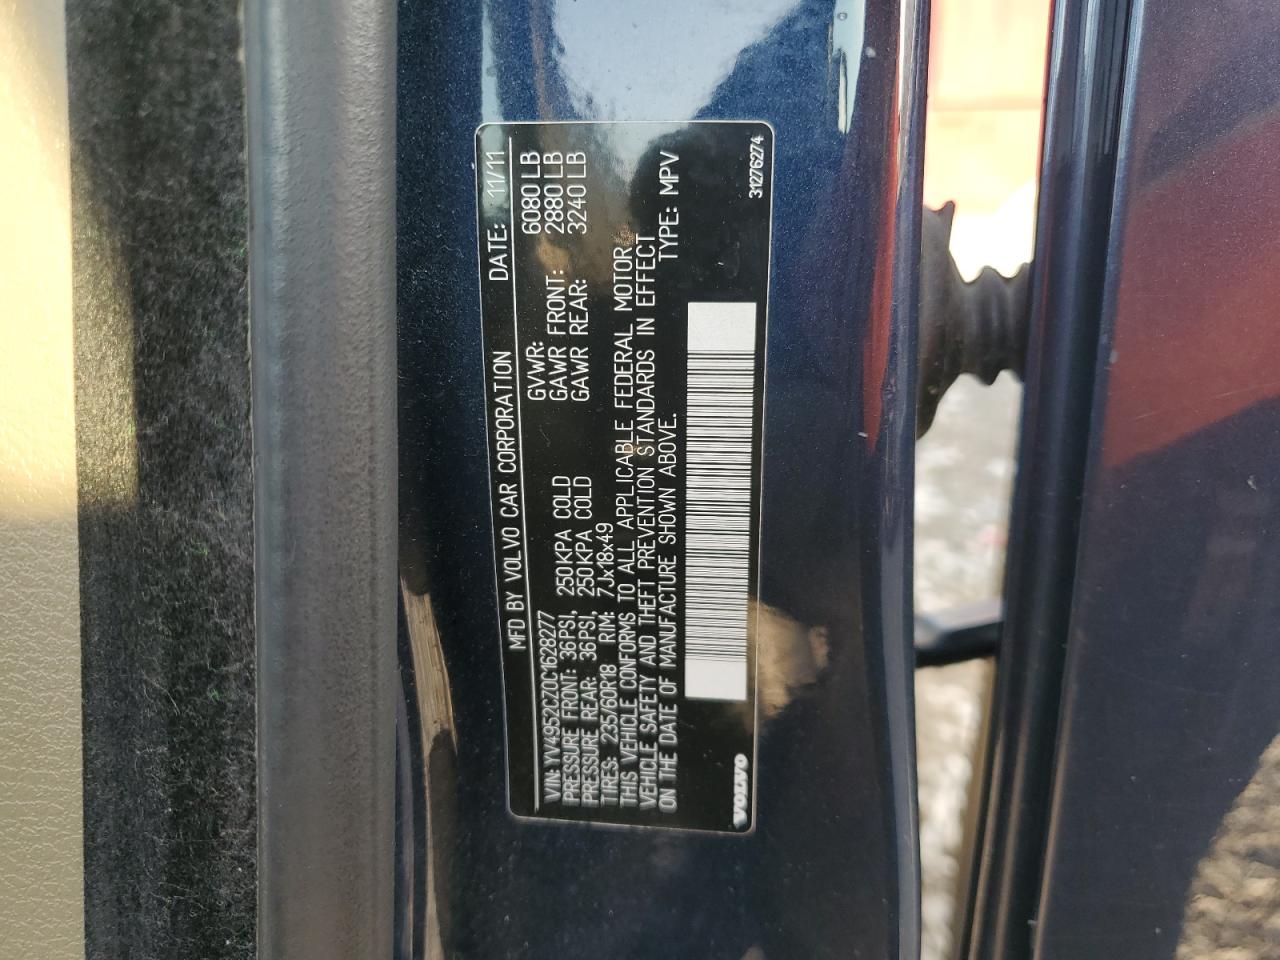 MFD BY VOLVO CAR CORPORATION DATE: 11/11
VIN: YV4952CZ0C1628277 GVWR: 6080 LB
PRESSURE FRONT: 36PSI, 250KPA COLD GAWR FRONT: 2880 LB
PRESSURE REAR: 36PSI, 250KPA COLD GAWR REAR: 3240 LB
TIRES: 235/60R18 RIM: 7Jx18x49
THIS VEHICLE CONFORMS TO ALL APPLICABLE FEDERAL MOTOR
VEHICLE SAFETY AND THEFT PREVENTION STANDARDS IN EFFECT
ON THE DATE OF MANUFACTURE SHOWN ABOVE. TYPE: MPV
VOLVO 31276274